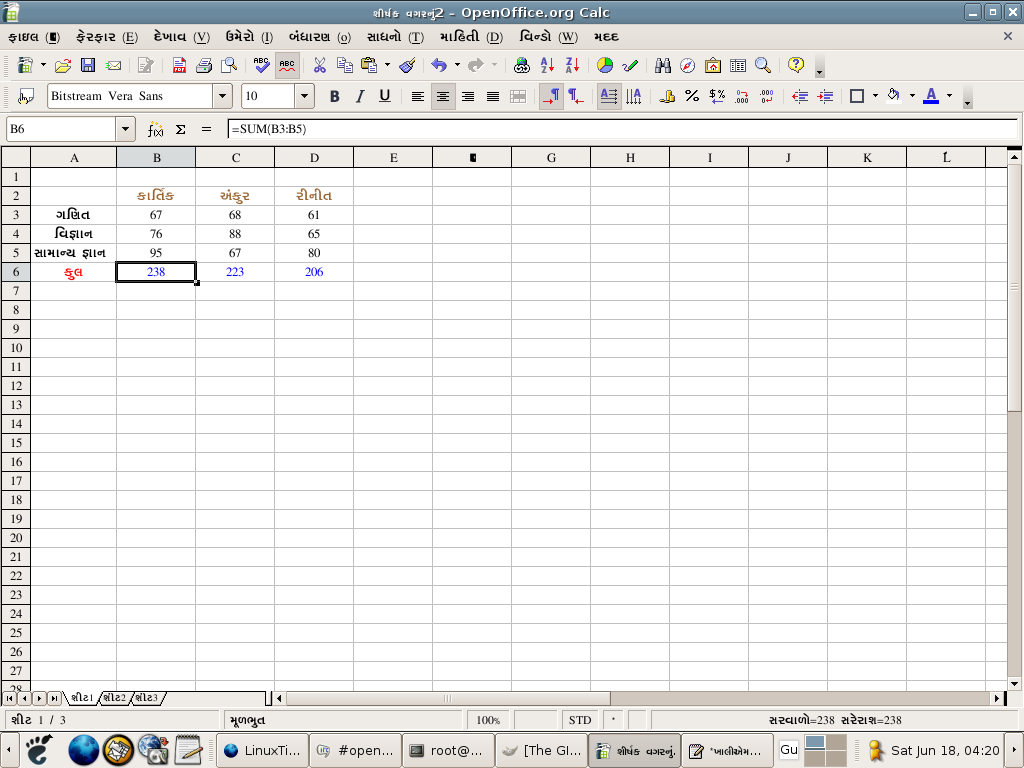 શીર્ષક વગરનું2 - OpenOffice.org Calc
ફાઇલ ફેરફાર (E) દેખાવ (V) ઉમેરો (I) બંધારણ (o) સાધનો (T) માહિતી (D) વિન્ડો (W) મદદ
Bitstream Vera Sans 10
B6 =SUM(B3:B5)
A B C D E G H I J K L
1
2 કાર્તિક અંકુર રીનીત
3 ગણિત 67 68 61
4 વિજ્ઞાન 76 88 65
5 સામાન્ય જ્ઞાન 95 67 80
6 કુલ 238 223 206
7
8
9
10
11
12
13
14
15
16
17
18
19
20
21
22
23
24
25
26
27
28
શીટ1 શીટ2 શીટ3
શીટ 1 / 3 મૂળભુત 100% STD * સરવાળો=238 સરેરાશ=238
LinuxTi... #open... root@... [The GI... શીર્ષક વગરનું. "ખાલીએમ... Gu Sat Jun 18, 04:20